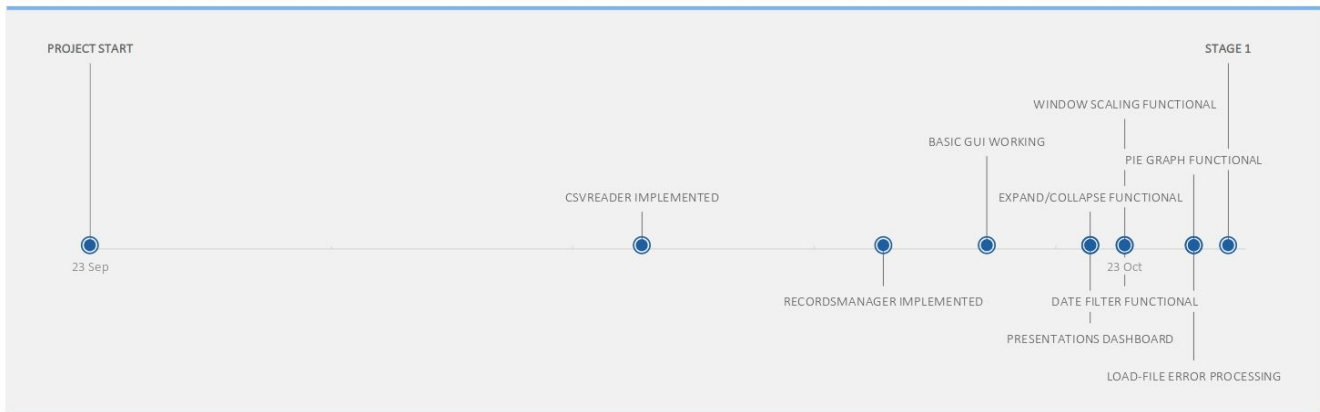 PROJECT START
STAGE 1
WINDOW SCALING FUNCTIONAL
BASIC GUI WORKING
PIE GRAPH FUNCTIONAL
CSVREADER IMPLEMENTED
EXPAND/COLLAPSE FUNCTIONAL
23 Sep
23 Oct
RECORDSMANAGER IMPLEMENTED
DATE FILTER FUNCTIONAL
PRESENTATIONS DASHBOARD
LOAD-FILE ERROR PROCESSING